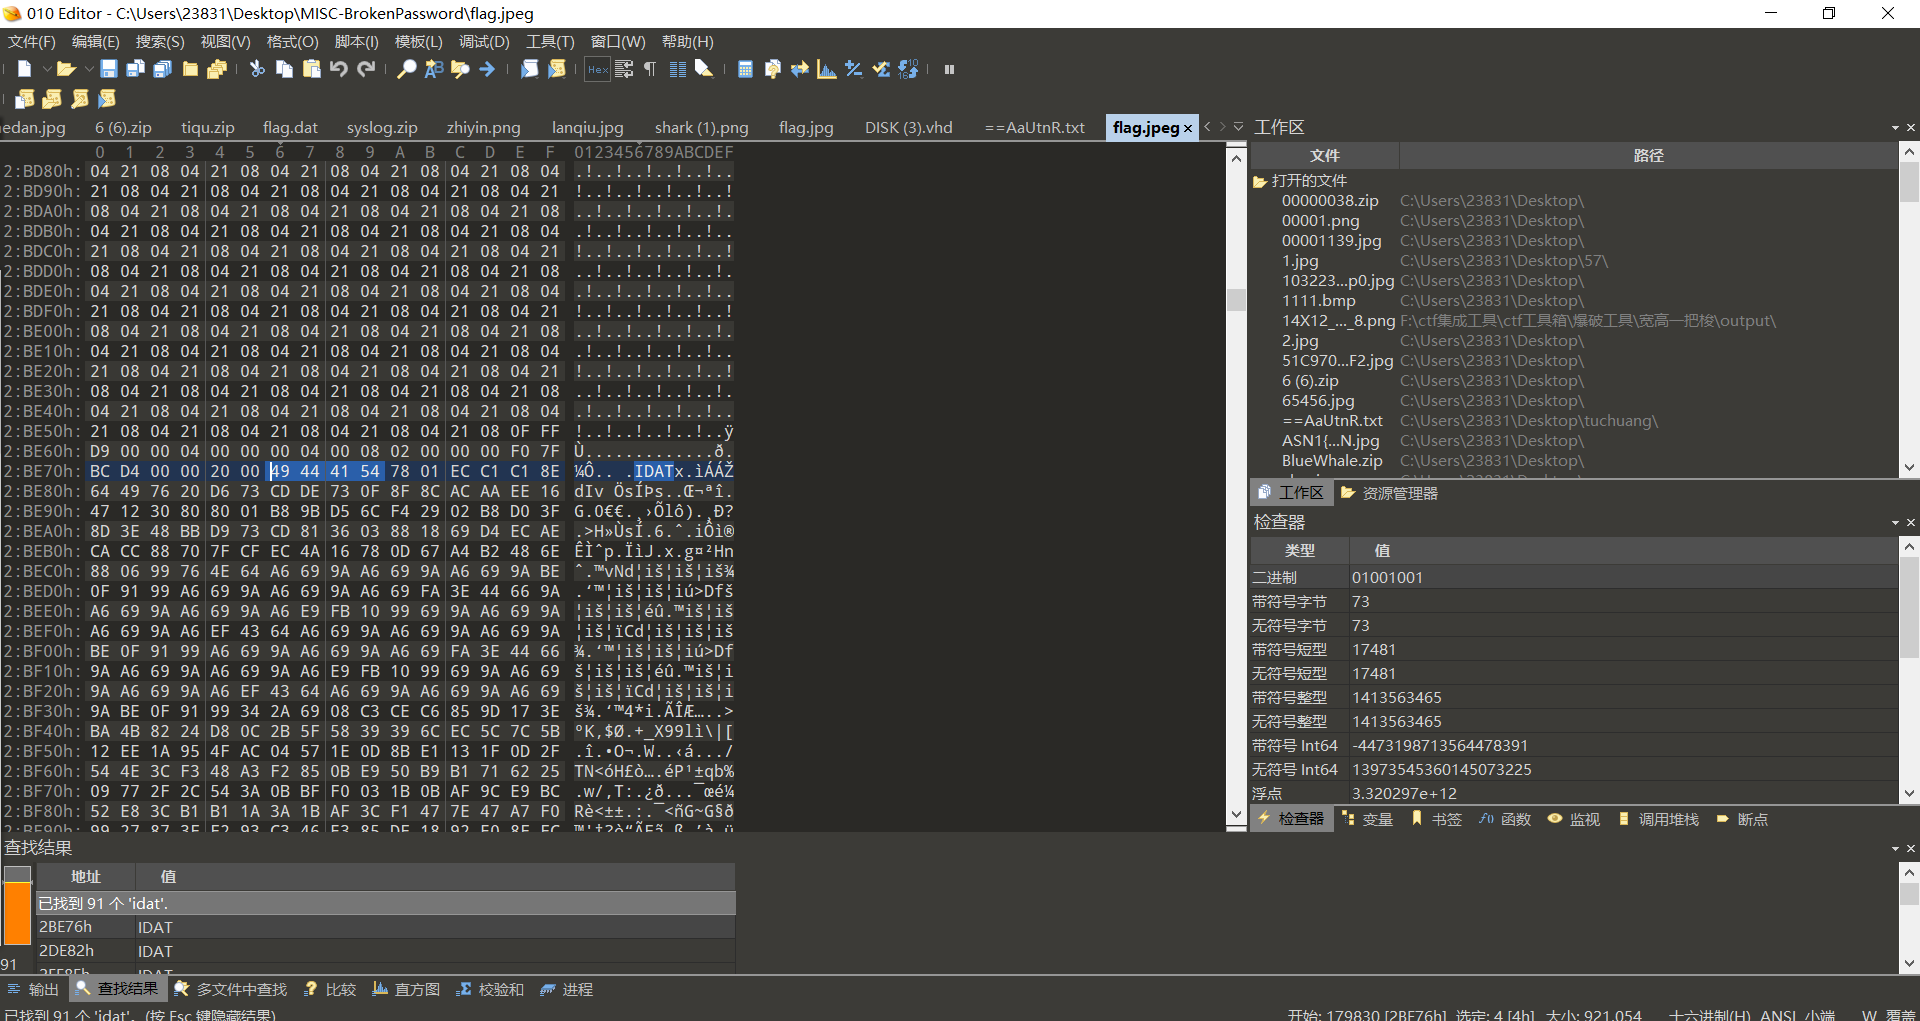 010 Editor - C:\Users\23831\Desktop\MISC-BrokenPassword\flag.jpeg
文件(F) 编辑(E) 搜索(S) 视图(V) 格式(O) 脚本(I) 模板(L) 调试(D) 工具(T) 窗口(W) 帮助(H)
edan.jpg 6 (6).zip tiqu.zip flag.dat syslog.zip zhiyin.png lanqiu.jpg shark (1).png flag.jpg DISK (3).vhd ==AaUtnR.txt flag.jpeg
0 1 2 3 4 5 6 7 8 9 A B C D E F 0123456789ABCDEF
2:BD80h: 04 21 08 04 21 08 04 21 08 04 21 08 04 21 08 04 .!..!..!..!..!..
2:BD90h: 21 08 04 21 08 04 21 08 04 21 08 04 21 08 04 21 !..!..!..!..!..!
2:BDA0h: 08 04 21 08 04 21 08 04 21 08 04 21 08 04 21 08 ..!..!..!..!..!.
2:BDB0h: 04 21 08 04 21 08 04 21 08 04 21 08 04 21 08 04 .!..!..!..!..!..
2:BDC0h: 21 08 04 21 08 04 21 08 04 21 08 04 21 08 04 21 !..!..!..!..!..!
2:BDD0h: 08 04 21 08 04 21 08 04 21 08 04 21 08 04 21 08 ..!..!..!..!..!.
2:BDE0h: 04 21 08 04 21 08 04 21 08 04 21 08 04 21 08 04 .!..!..!..!..!..
2:BDF0h: 21 08 04 21 08 04 21 08 04 21 08 04 21 08 04 21 !..!..!..!..!..!
2:BE00h: 08 04 21 08 04 21 08 04 21 08 04 21 08 04 21 08 ..!..!..!..!..!.
2:BE10h: 04 21 08 04 21 08 04 21 08 04 21 08 04 21 08 04 .!..!..!..!..!..
2:BE20h: 21 08 04 21 08 04 21 08 04 21 08 04 21 08 04 21 !..!..!..!..!..!
2:BE30h: 08 04 21 08 04 21 08 04 21 08 04 21 08 04 21 08 ..!..!..!..!..!.
2:BE40h: 04 21 08 04 21 08 04 21 08 04 21 08 04 21 08 04 .!..!..!..!..!..
2:BE50h: 21 08 04 21 08 04 21 08 04 21 08 04 21 08 0F FF !..!..!..!..!..ÿ
2:BE60h: D9 00 00 04 00 00 00 04 00 08 02 00 00 00 F0 7F Ù.............ð.
2:BE70h: BC D4 00 00 20 00 49 44 41 54 78 01 EC C1 C1 8E ¼Ô.. .IDATx.ìÁÁŽ
2:BE80h: 64 49 76 20 D6 73 CD DE 73 0F 8F 8C AC AA EE 16 dIv ÖsÍÞs..Œ¬ªî.
2:BE90h: 47 12 30 80 80 01 B8 9B D5 6C F4 29 02 B8 D0 3F G.0€€.¸›Õlô).¸Ð?
2:BEA0h: 8D 3E 48 BB D9 73 CD 81 36 03 88 18 69 D4 EC AE .>H»ÙsÍ.6.ˆ.iÔì®
2:BEB0h: CA CC 88 70 7F CF EC 4A 16 78 0D 67 A4 B2 48 6E ÊÌˆp.ÏìJ.x.g¤²Hn
2:BEC0h: 88 06 99 76 4E 64 A6 69 9A A6 69 9A A6 69 9A BE ˆ.™vNd¦iš¦iš¦iš¾
2:BED0h: 0F 91 99 A6 69 9A A6 69 9A A6 69 FA 3E 44 66 9A .‘™¦iš¦iš¦iú>Dfš
2:BEE0h: A6 69 9A A6 69 9A A6 E9 FB 10 99 69 9A A6 69 9A ¦iš¦iš¦éû.™iš¦iš
2:BEF0h: A6 69 9A A6 EF 43 64 A6 69 9A A6 69 9A A6 69 9A ¦iš¦ïCd¦iš¦iš¦iš
2:BF00h: BE 0F 91 99 A6 69 9A A6 69 9A A6 69 FA 3E 44 66 ¾.‘™¦iš¦iš¦iú>Df
2:BF10h: 9A A6 69 9A A6 69 9A A6 E9 FB 10 99 69 9A A6 69 š¦iš¦iš¦éû.™iš¦i
2:BF20h: 9A A6 69 9A A6 EF 43 64 A6 69 9A A6 69 9A A6 69 š¦iš¦ïCd¦iš¦iš¦i
2:BF30h: 9A BE 0F 91 99 34 2A 69 08 C3 CE C6 85 9D 17 3E š¾.‘™4*i.ÃÎÆ…..>
2:BF40h: BA 4B 82 24 D8 0C 2B 5F 58 39 39 6C EC 5C 7C 5B ºK‚$Ø.+_X99lì\|[
2:BF50h: 12 EE 1A 95 4F AC 04 57 1E 0D 8B E1 13 1F 0D 2F .î.•O¬.W..‹á.../
2:BF60h: 54 4E 3C F3 48 A3 F2 85 0B E9 50 B9 B1 71 62 25 TN<óH£ò….éP¹±qb%
2:BF70h: 09 77 2F 2C 54 3A 0B BF F0 03 1B 0B AF 9C E9 BC .w/,T:.¿ð...¯œé¼
2:BF80h: 52 E8 3C B1 B1 1A 3A 1B AF 3C F1 47 7E 47 A7 F0 Rè<±±.:.¯<ñG~G§ð
查找结果
地址 值
已找到 91 个 'idat'.
2BE76h IDAT
2DE82h IDAT
91
输出 查找结果 多文件中查找 比较 直方图 校验和 进程
已找到 91 个 'idat'. (按 Esc 键隐藏结果)
工作区
文件 路径
打开的文件
00000038.zip C:\Users\23831\Desktop\
00001.png C:\Users\23831\Desktop\
00001139.jpg C:\Users\23831\Desktop\
1.jpg C:\Users\23831\Desktop\57\
103223...p0.jpg C:\Users\23831\Desktop\
1111.bmp C:\Users\23831\Desktop\
14X12_..._8.png F:\ctf集成工具\ctf工具箱\爆破工具\宽高一把梭\output\
2.jpg C:\Users\23831\Desktop\
51C970...F2.jpg C:\Users\23831\Desktop\
6 (6).zip C:\Users\23831\Desktop\
65456.jpg C:\Users\23831\Desktop\
==AaUtnR.txt C:\Users\23831\Desktop\tuchuang\
ASN1{...N.jpg C:\Users\23831\Desktop\
BlueWhale.zip C:\Users\23831\Desktop\
工作区 资源管理器
检查器
类型 值
二进制 01001001
带符号字节 73
无符号字节 73
带符号短型 17481
无符号短型 17481
带符号整型 1413563465
无符号整型 1413563465
带符号 Int64 -4473198713564478391
无符号 Int64 13973545360145073225
浮点 3.320297e+12
检查器 变量 书签 函数 监视 调用堆栈 断点
开始: 179830 [2BE76h] 选定: 4 [4h] 大小: 921,054 十六进制(H) ANSI 小端 W 覆盖